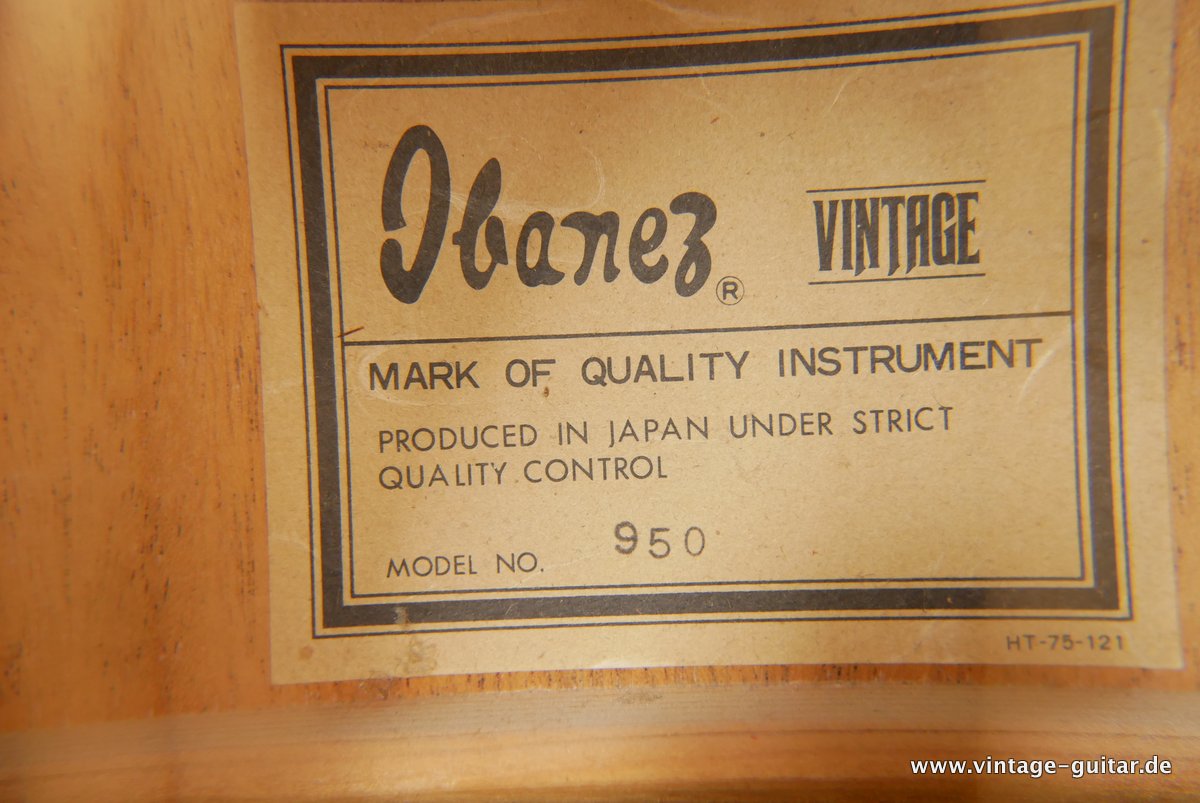 Ibanez ® VINTAGE
MARK OF QUALITY INSTRUMENT
PRODUCED IN JAPAN UNDER STRICT
QUALITY CONTROL
MODEL NO. 950
HT-75-121
www.vintage-guitar.de